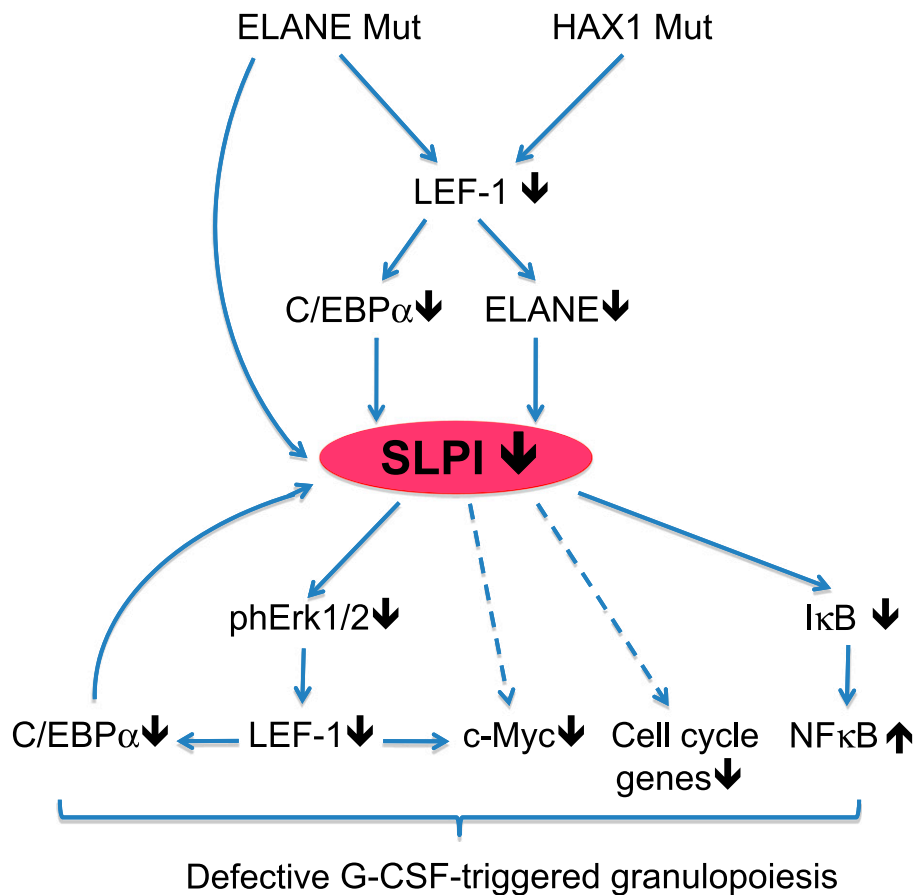 ELANE Mut HAX1 Mut
LEF-1 ↓
C/EBPα↓ ELANE↓
SLPI ↓
phErk1/2↓ IκB ↓
C/EBPα↓ LEF-1↓ c-Myc↓ Cell cycle NFκB↑
genes↓
Defective G-CSF-triggered granulopoiesis